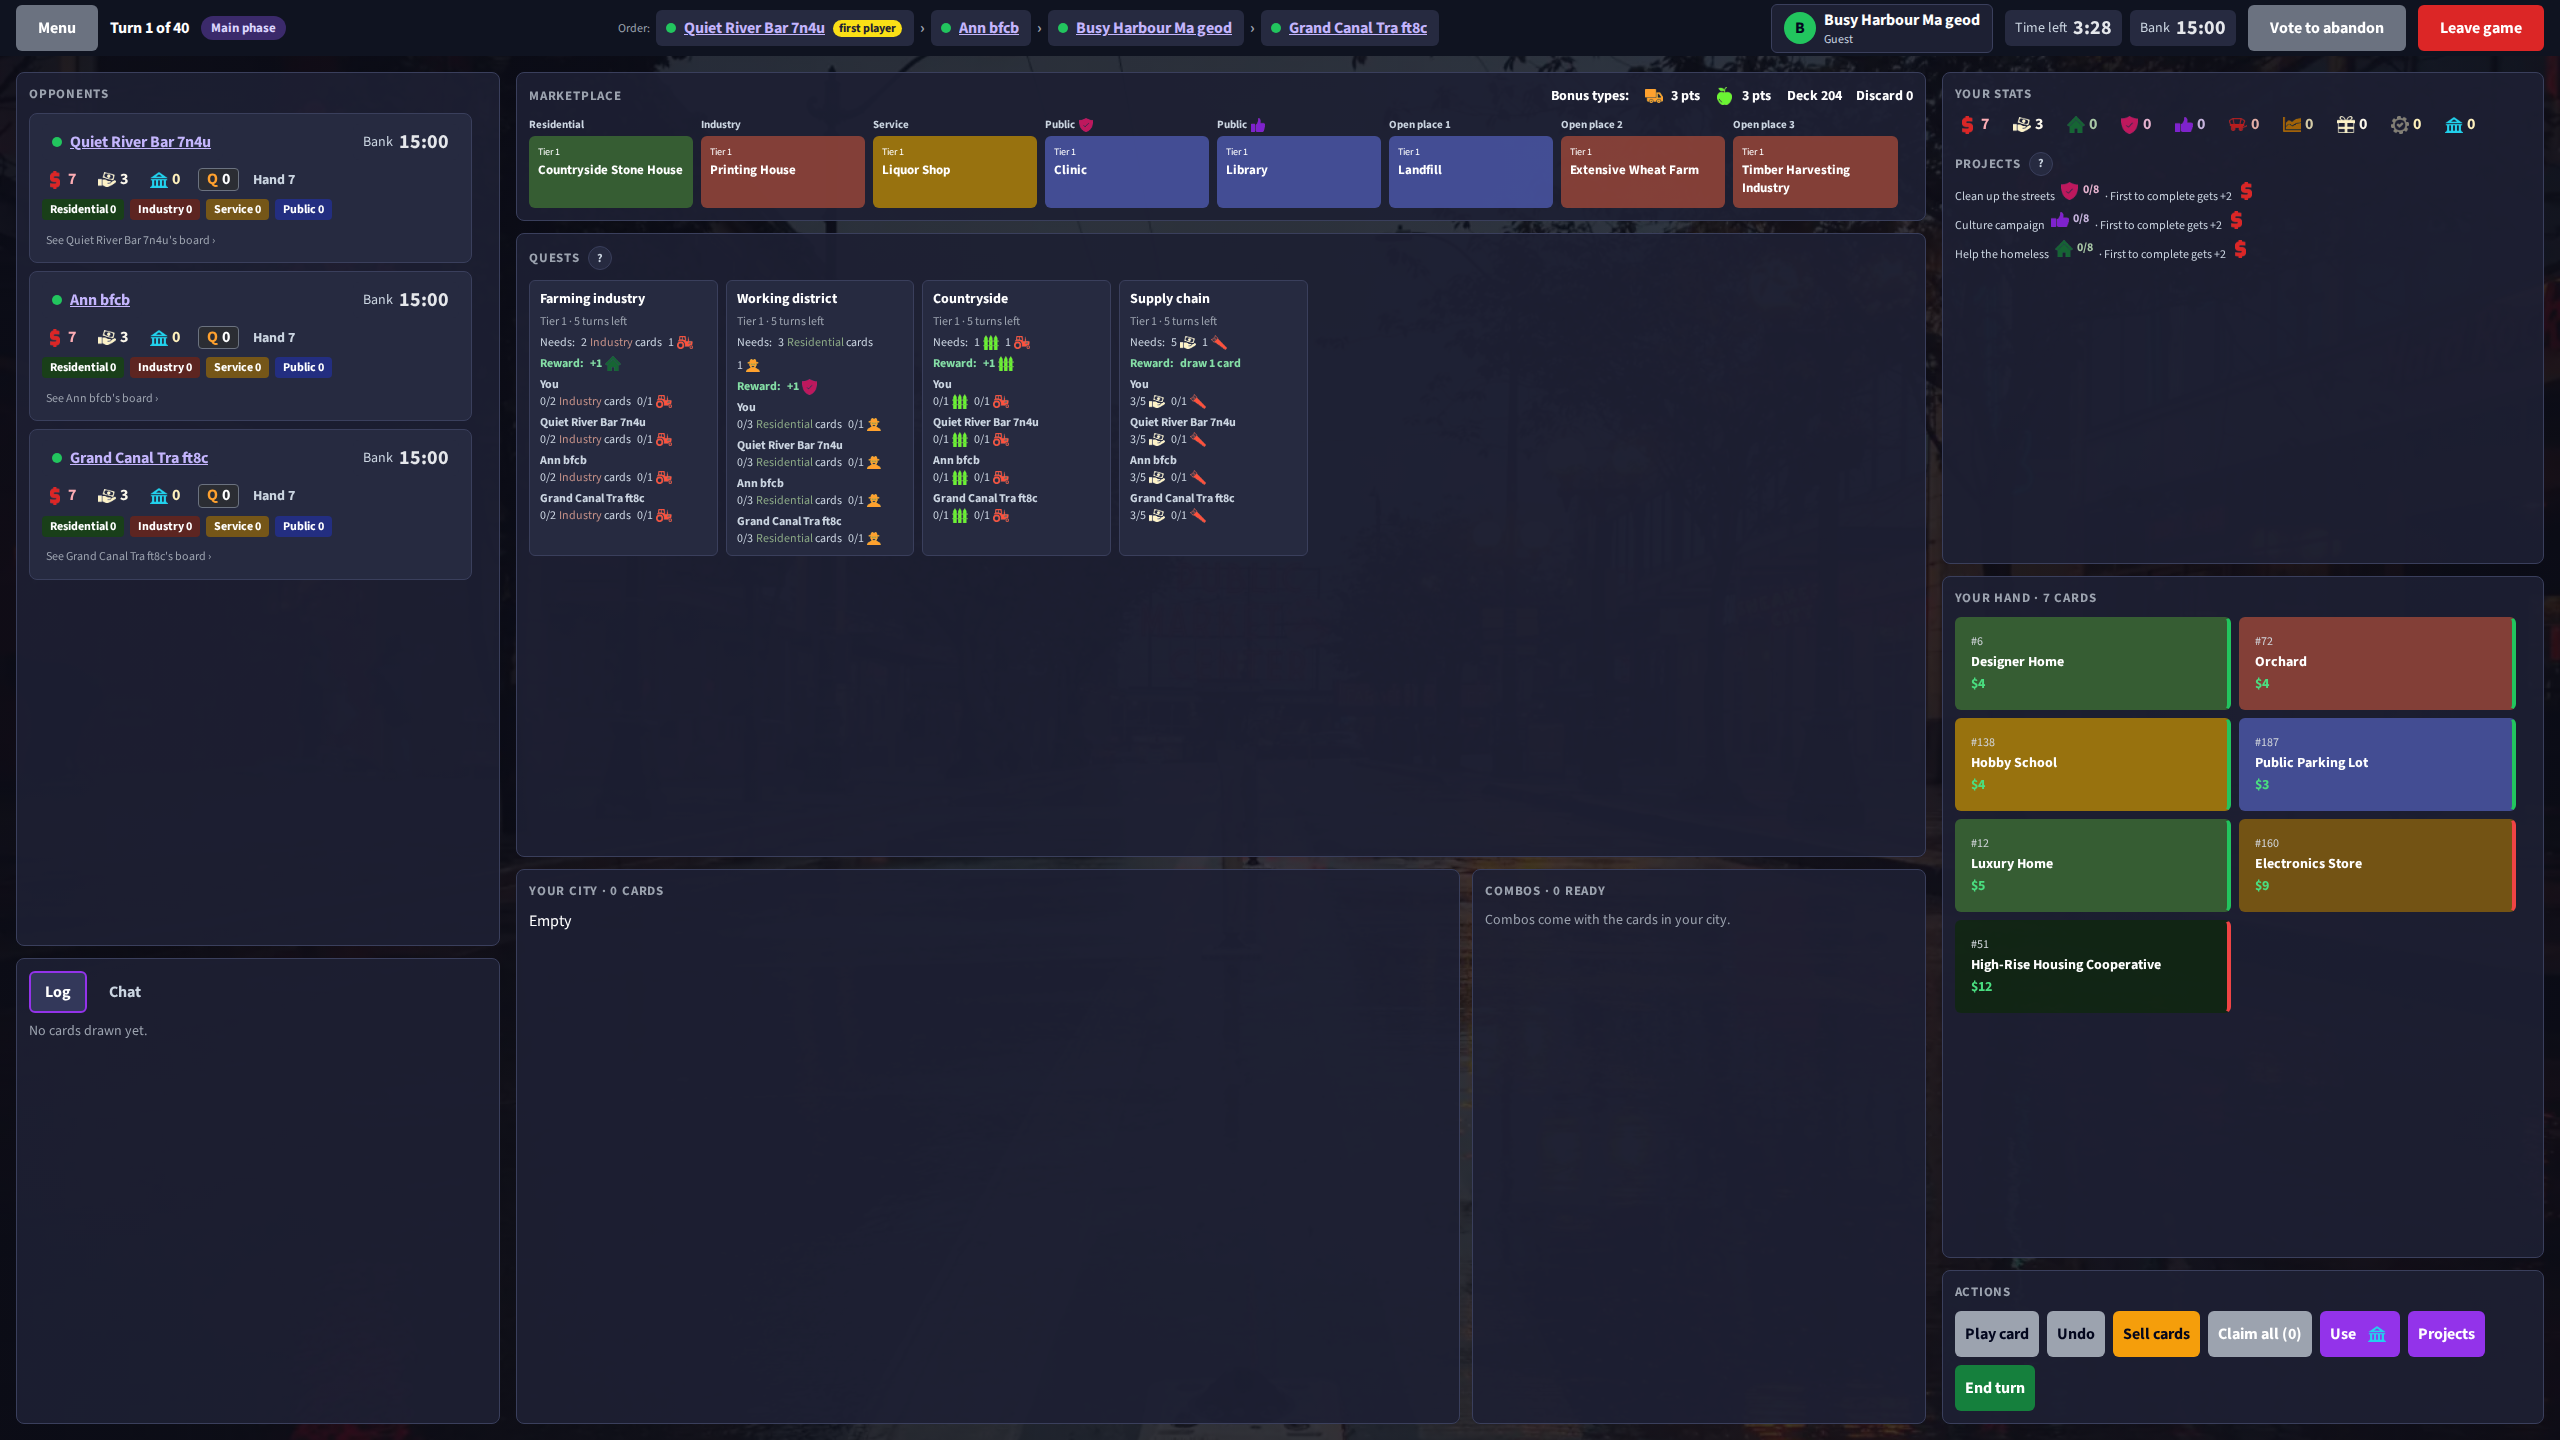 Menu
Turn 1 of 40
Main phase
Order:
Quiet River Bar 7n4u first player › Ann bfcb › Busy Harbour Ma geod › Grand Canal Tra ft8c
B
Busy Harbour Ma geod
Guest
Time left 3:28
Bank 15:00
Vote to abandon
Leave game
OPPONENTS
Quiet River Bar 7n4u
Bank 15:00
7 3 0 Q 0 Hand 7
Residential 0 Industry 0 Service 0 Public 0
See Quiet River Bar 7n4u's board ›
Ann bfcb
Bank 15:00
7 3 0 Q 0 Hand 7
Residential 0 Industry 0 Service 0 Public 0
See Ann bfcb's board ›
Grand Canal Tra ft8c
Bank 15:00
7 3 0 Q 0 Hand 7
Residential 0 Industry 0 Service 0 Public 0
See Grand Canal Tra ft8c's board ›
Log
Chat
No cards drawn yet.
MARKETPLACE
Bonus types: 3 pts 3 pts Deck 204 Discard 0
Residential
Tier 1
Countryside Stone House
Industry
Tier 1
Printing House
Service
Tier 1
Liquor Shop
Public
Tier 1
Clinic
Public
Tier 1
Library
Open place 1
Tier 1
Landfill
Open place 2
Tier 1
Extensive Wheat Farm
Open place 3
Tier 1
Timber Harvesting
Industry
QUESTS ?
Farming industry
Tier 1 · 5 turns left
Needs: 2 Industry cards 1
Reward: +1
You
0/2 Industry cards 0/1
Quiet River Bar 7n4u
0/2 Industry cards 0/1
Ann bfcb
0/2 Industry cards 0/1
Grand Canal Tra ft8c
0/2 Industry cards 0/1
Working district
Tier 1 · 5 turns left
Needs: 3 Residential cards
1
Reward: +1
You
0/3 Residential cards 0/1
Quiet River Bar 7n4u
0/3 Residential cards 0/1
Ann bfcb
0/3 Residential cards 0/1
Grand Canal Tra ft8c
0/3 Residential cards 0/1
Countryside
Tier 1 · 5 turns left
Needs: 1 1
Reward: +1
You
0/1 0/1
Quiet River Bar 7n4u
0/1 0/1
Ann bfcb
0/1 0/1
Grand Canal Tra ft8c
0/1 0/1
Supply chain
Tier 1 · 5 turns left
Needs: 5 1
Reward: draw 1 card
You
3/5 0/1
Quiet River Bar 7n4u
3/5 0/1
Ann bfcb
3/5 0/1
Grand Canal Tra ft8c
3/5 0/1
YOUR CITY · 0 CARDS
Empty
COMBOS · 0 READY
Combos come with the cards in your city.
YOUR STATS
7 3 0 0 0 0 0 0 0 0
PROJECTS ?
Clean up the streets 0/8 · First to complete gets +2
Culture campaign 0/8 · First to complete gets +2
Help the homeless 0/8 · First to complete gets +2
YOUR HAND · 7 CARDS
#6
Designer Home
$4
#72
Orchard
$4
#138
Hobby School
$4
#187
Public Parking Lot
$3
#12
Luxury Home
$5
#160
Electronics Store
$9
#51
High-Rise Housing Cooperative
$12
ACTIONS
Play card
Undo
Sell cards
Claim all (0)
Use
Projects
End turn